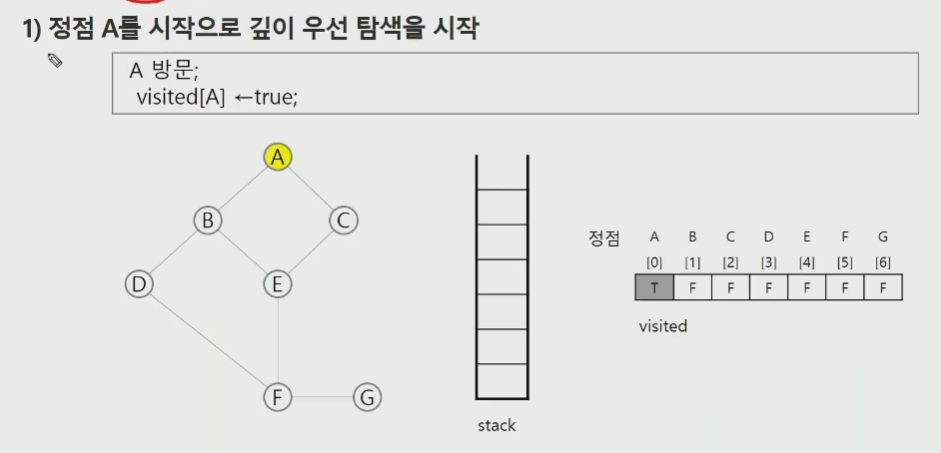 1) 정점 A를 시작으로 깊이 우선 탐색을 시작
A 방문;
visited[A] ←true;
A
B
C
D
E
F
G
stack
정점 A B C D E F G
[0] [1] [2] [3] [4] [5] [6]
T F F F F F F
visited